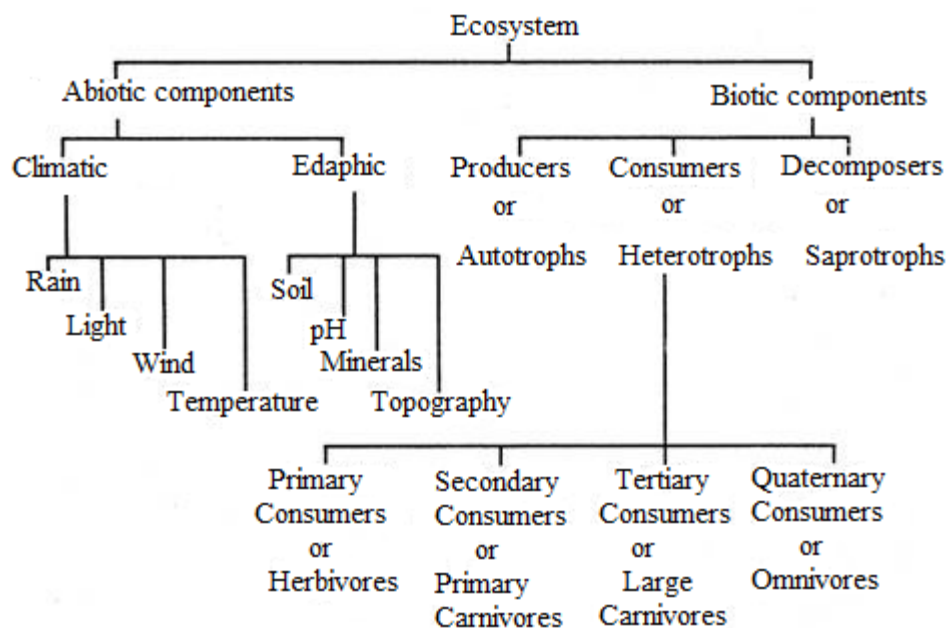 Ecosystem
Abiotic components
Biotic components
Climatic
Edaphic
Producers
or
Autotrophs
Consumers
or
Heterotrophs
Decomposers
or
Saprotrophs
Rain
Light
Wind
Temperature
Soil
pH
Minerals
Topography
Primary
Consumers
or
Herbivores
Secondary
Consumers
or
Primary
Carnivores
Tertiary
Consumers
or
Large
Carnivores
Quaternary
Consumers
or
Omnivores